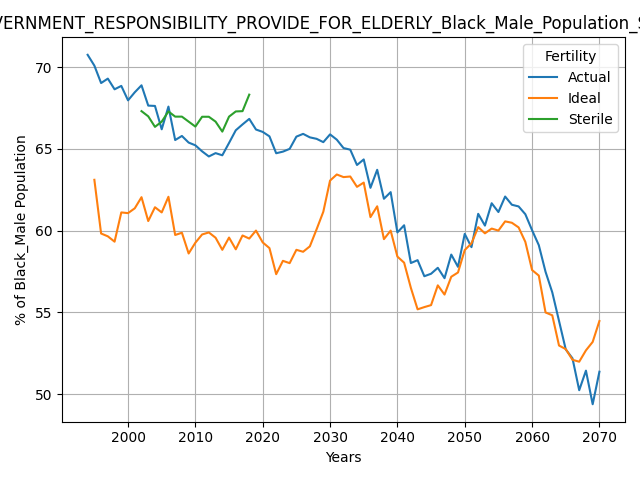 VERNMENT_RESPONSIBILITY_PROVIDE_FOR_ELDERLY_Black_Male_Population_S
Fertility
Actual
Ideal
Sterile
70
65
60
55
50
% of Black_Male Population
2000 2010 2020 2030 2040 2050 2060 2070
Years